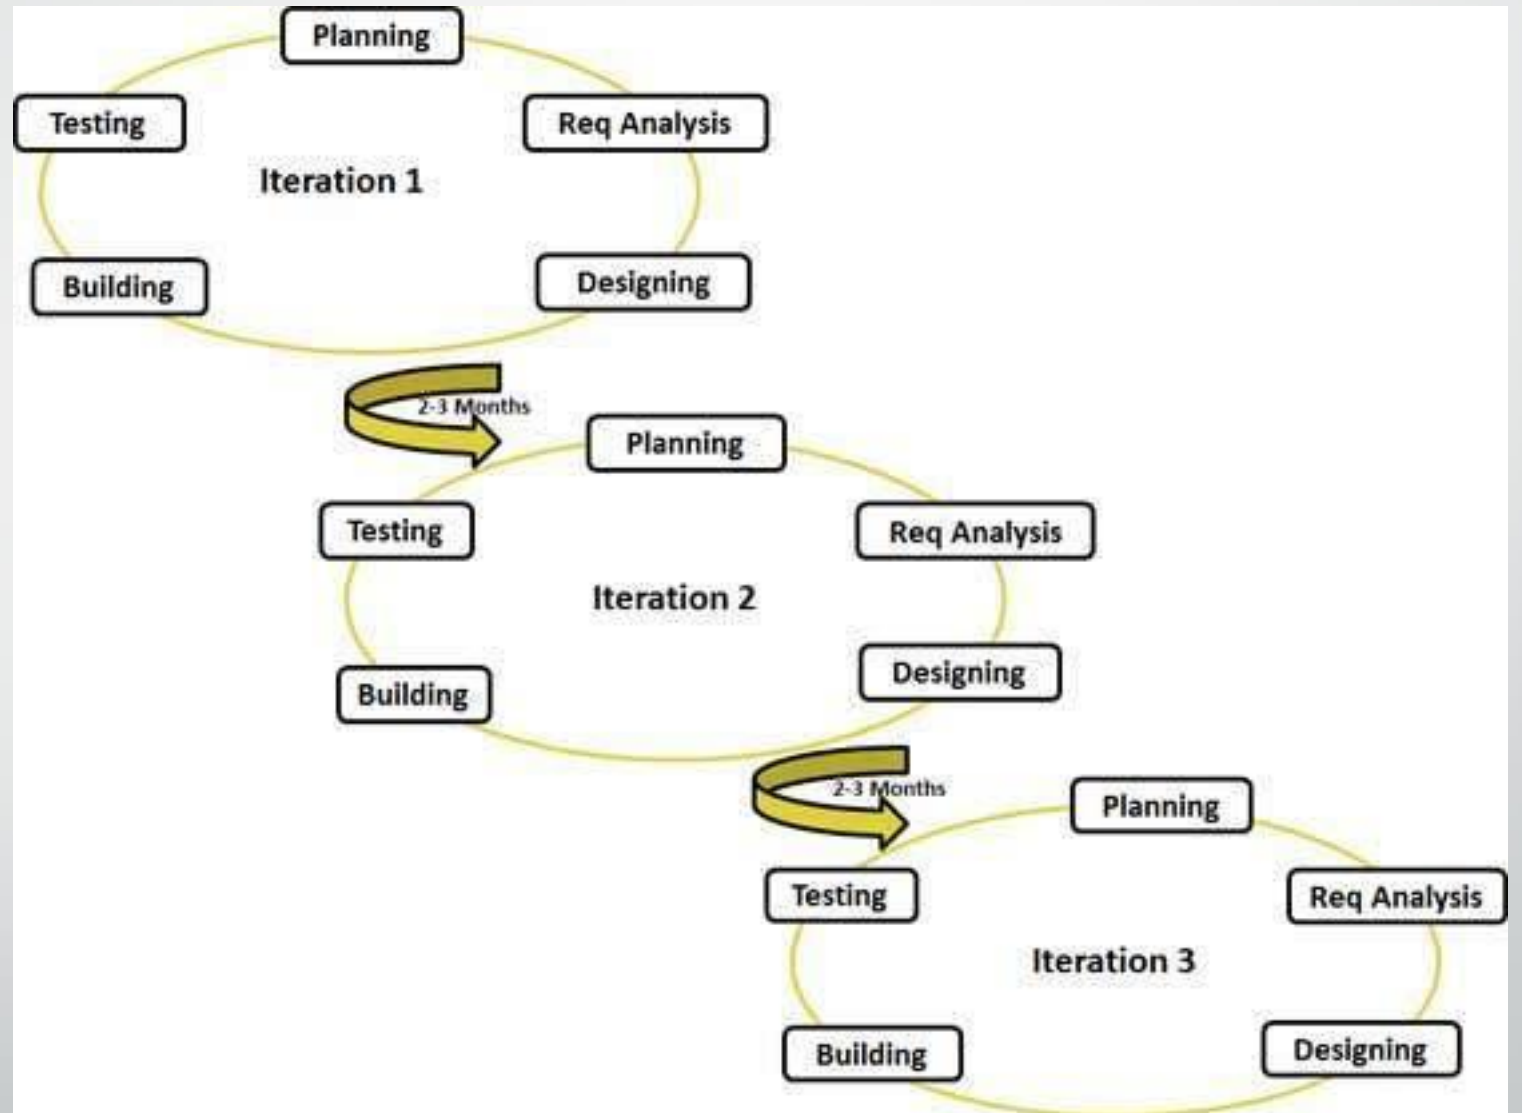 Planning
Testing
Req Analysis
Iteration 1
Building
Designing
2-3 Months
Planning
Testing
Req Analysis
Iteration 2
Building
Designing
2-3 Months
Planning
Testing
Req Analysis
Iteration 3
Building
Designing